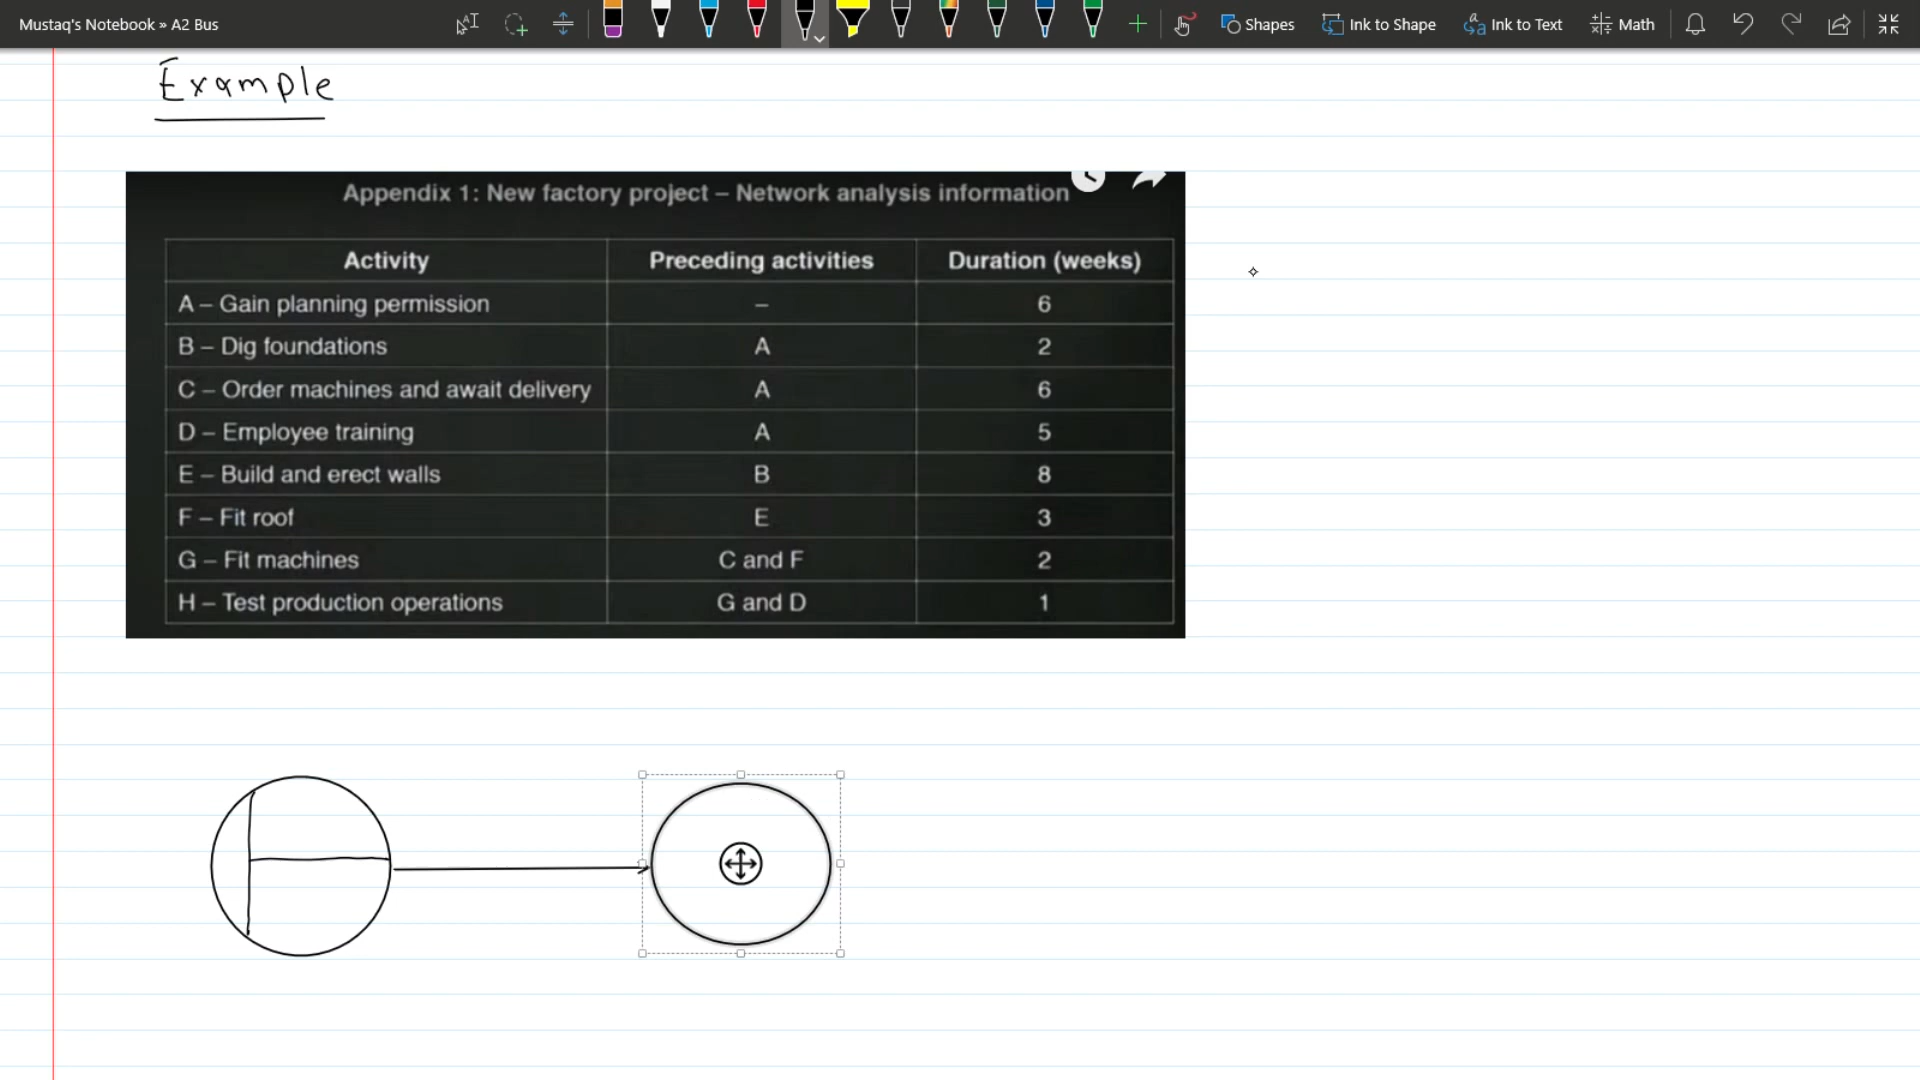 Mustaq's Notebook » A2 Bus
Shapes Ink to Shape Ink to Text Math
Example
Appendix 1: New factory project – Network analysis information
Activity Preceding activities Duration (weeks)
A – Gain planning permission – 6
B – Dig foundations A 2
C – Order machines and await delivery A 6
D – Employee training A 5
E – Build and erect walls B 8
F – Fit roof E 3
G – Fit machines C and F 2
H – Test production operations G and D 1